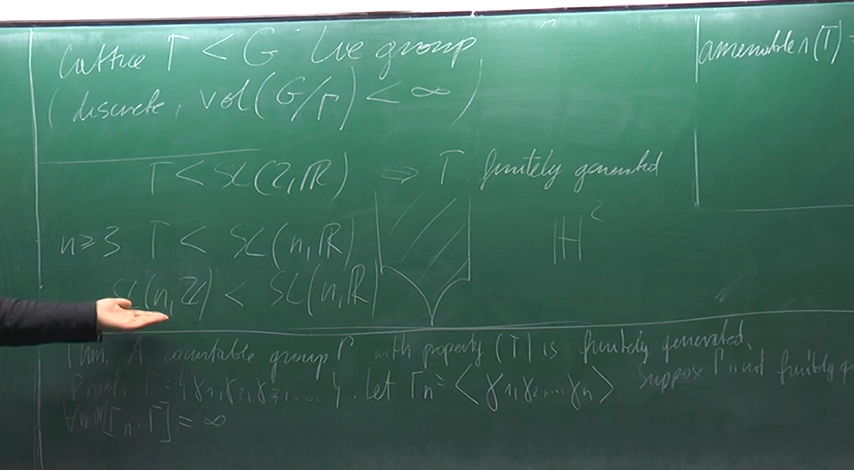 Lattice Γ < G Lie group
(discrete, vol(G/Γ) < ∞)
Γ < SL(2,ℝ) ⇒ Γ finitely generated
n≥3 Γ < SL(n,ℝ)
ℍ²
SL(n,ℤ) < SL(n,ℝ)
Thm. A countable group Γ with property (T) is finitely generated.
Proof. Γ={γ₁,γ₂,γ₃,...}. Let Γₙ=<γ₁,γ₂...γₙ>. Suppose Γ is not finitely
[Γₙ:Γ]=∞
amenable ∩ (T) =